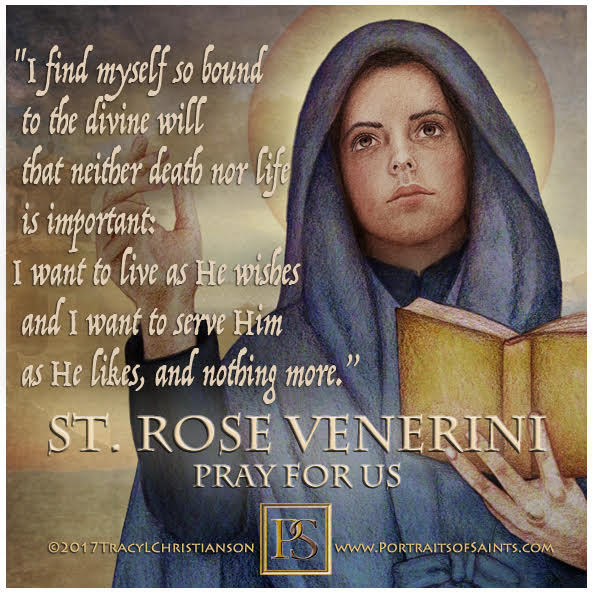 "I find myself so bound
to the divine will
that neither death nor life
is important:
I want to live as He wishes
and I want to serve Him
as He likes, and nothing more."
ST. ROSE VENERINI
PRAY FOR US
©2017TRACYLCHRISTIANSON PS WWW.PORTRAITSOFSAINTS.COM